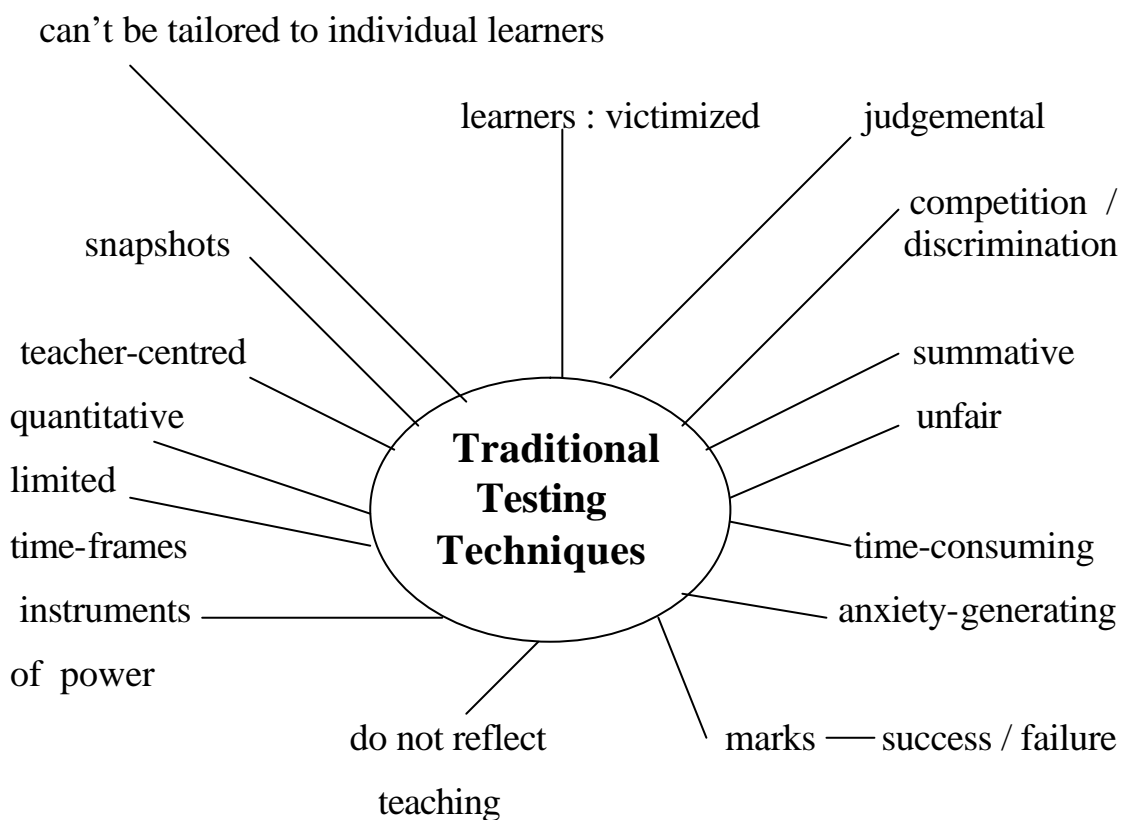 can’t be tailored to individual learners
learners : victimized
judgemental
competition /
discrimination
snapshots
teacher-centred
summative
quantitative
unfair
limited
time-frames
Traditional
Testing
Techniques
time-consuming
instruments
of power
anxiety-generating
do not reflect
teaching
marks
success / failure